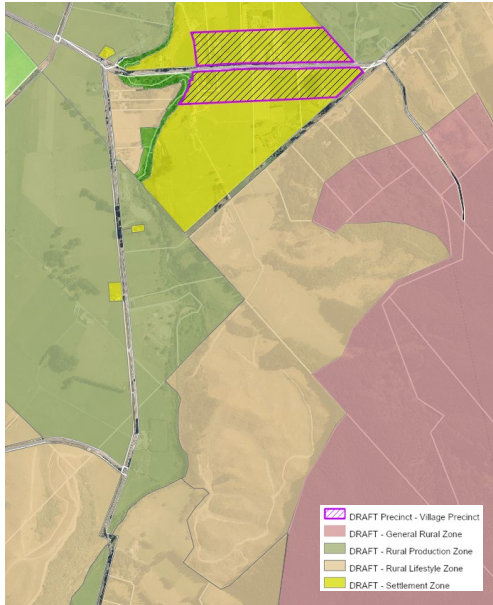 DRAFT Precinct - Village Precinct
DRAFT - General Rural Zone
DRAFT - Rural Production Zone
DRAFT - Rural Lifestyle Zone
DRAFT - Settlement Zone